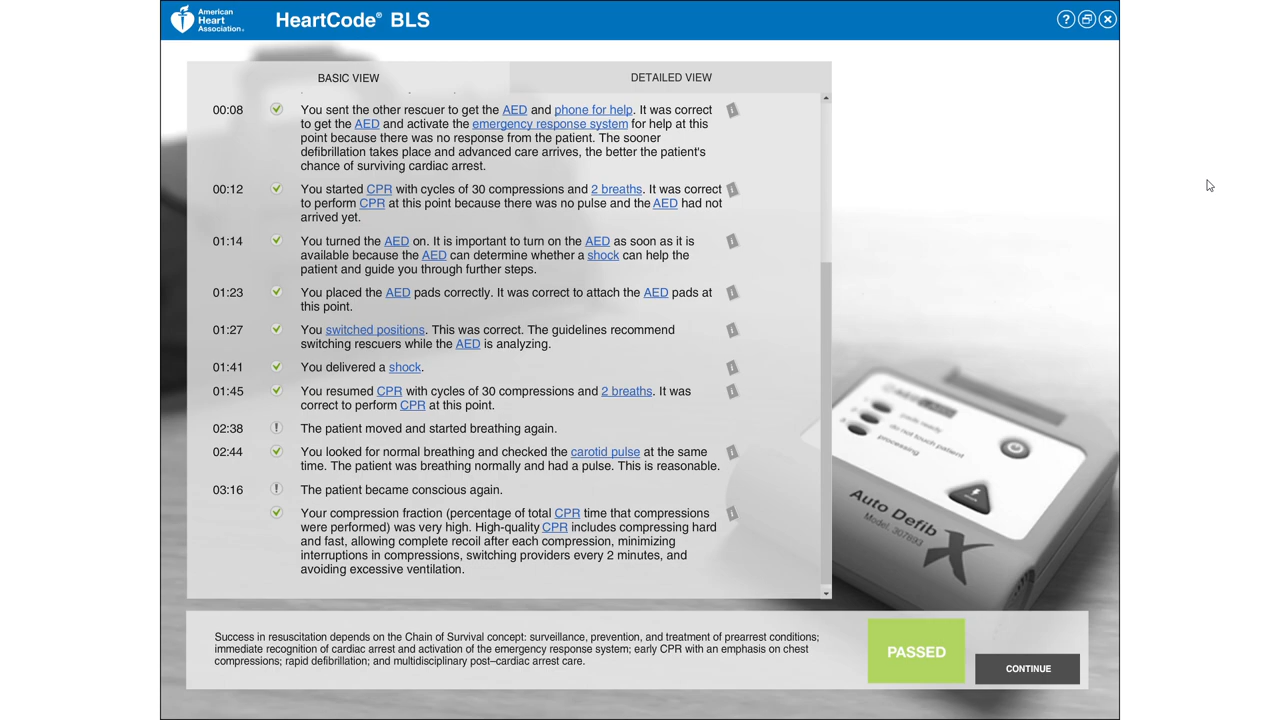 American
Heart
Association.
HeartCode® BLS
BASIC VIEW
DETAILED VIEW
00:08
You sent the other rescuer to get the AED and phone for help. It was correct
to get the AED and activate the emergency response system for help at this
point because there was no response from the patient. The sooner
defibrillation takes place and advanced care arrives, the better the patient's
chance of surviving cardiac arrest.
00:12
You started CPR with cycles of 30 compressions and 2 breaths. It was correct
to perform CPR at this point because there was no pulse and the AED had not
arrived yet.
01:14
You turned the AED on. It is important to turn on the AED as soon as it is
available because the AED can determine whether a shock can help the
patient and guide you through further steps.
01:23
You placed the AED pads correctly. It was correct to attach the AED pads at
this point.
01:27
You switched positions. This was correct. The guidelines recommend
switching rescuers while the AED is analyzing.
01:41
You delivered a shock.
01:45
You resumed CPR with cycles of 30 compressions and 2 breaths. It was
correct to perform CPR at this point.
02:38
The patient moved and started breathing again.
02:44
You looked for normal breathing and checked the carotid pulse at the same
time. The patient was breathing normally and had a pulse. This is reasonable.
03:16
The patient became conscious again.
Your compression fraction (percentage of total CPR time that compressions
were performed) was very high. High-quality CPR includes compressing hard
and fast, allowing complete recoil after each compression, minimizing
interruptions in compressions, switching providers every 2 minutes, and
avoiding excessive ventilation.
do not touch patient
processing
Auto Defib
X
Success in resuscitation depends on the Chain of Survival concept: surveillance, prevention, and treatment of prearrest conditions;
immediate recognition of cardiac arrest and activation of the emergency response system; early CPR with an emphasis on chest
compressions; rapid defibrillation; and multidisciplinary post–cardiac arrest care.
PASSED
CONTINUE